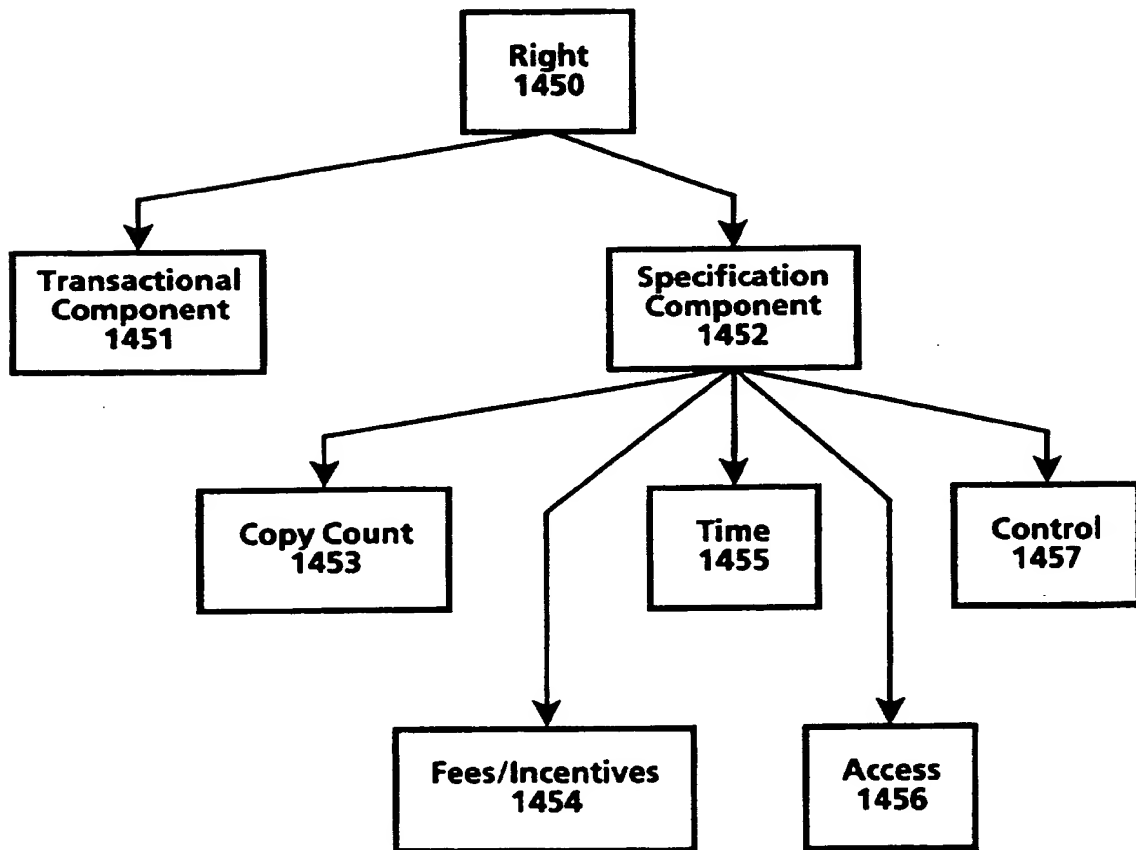 Right
1450
Transactional
Component
1451
Specification
Component
1452
Copy Count
1453
Time
1455
Control
1457
Fees/Incentives
1454
Access
1456